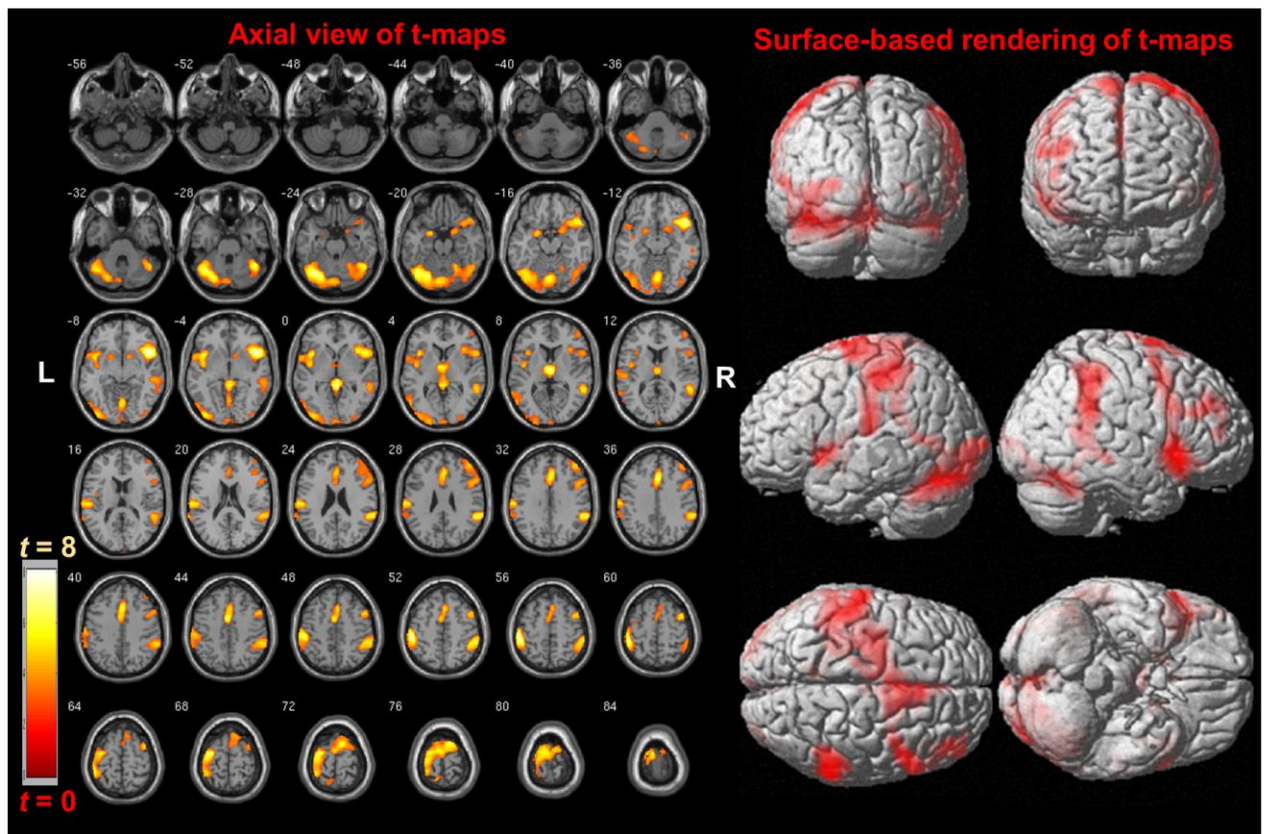 Axial view of t-maps
Surface-based rendering of t-maps
-56 -52 -48 -44 -40 -36
-32 -28 -24 -20 -16 -12
-8 -4 0 4 8 12
L
R
16 20 24 28 32 36
t = 8
40 44 48 52 56 60
64 68 72 76 80 84
t = 0